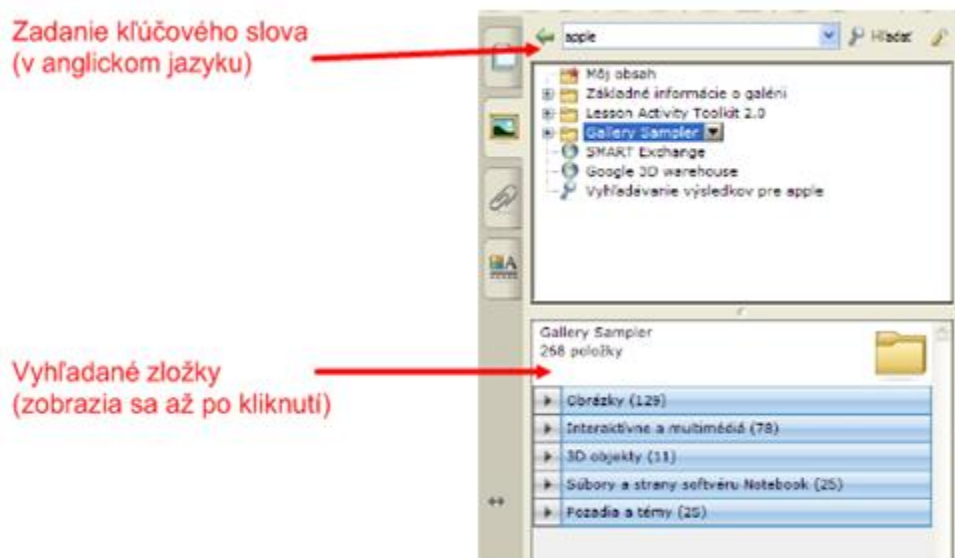 Zadanie kľúčového slova
(v anglickom jazyku)
apple
Hľadať
Môj obsah
Základné informácie o galérii
Lesson Activity Toolkit 2.0
Gallery Sampler
SMART Exchange
Google 3D warehouse
Vyhľadávanie výsledkov pre apple
A
Gallery Sampler
268 položky
Vyhľadané zložky
(zobrazia sa až po kliknutí)
Obrázky (129)
Interaktívne a multimédiá (78)
3D objekty (11)
Súbory a strany softvéru Notebook (25)
Pozadia a témy (25)